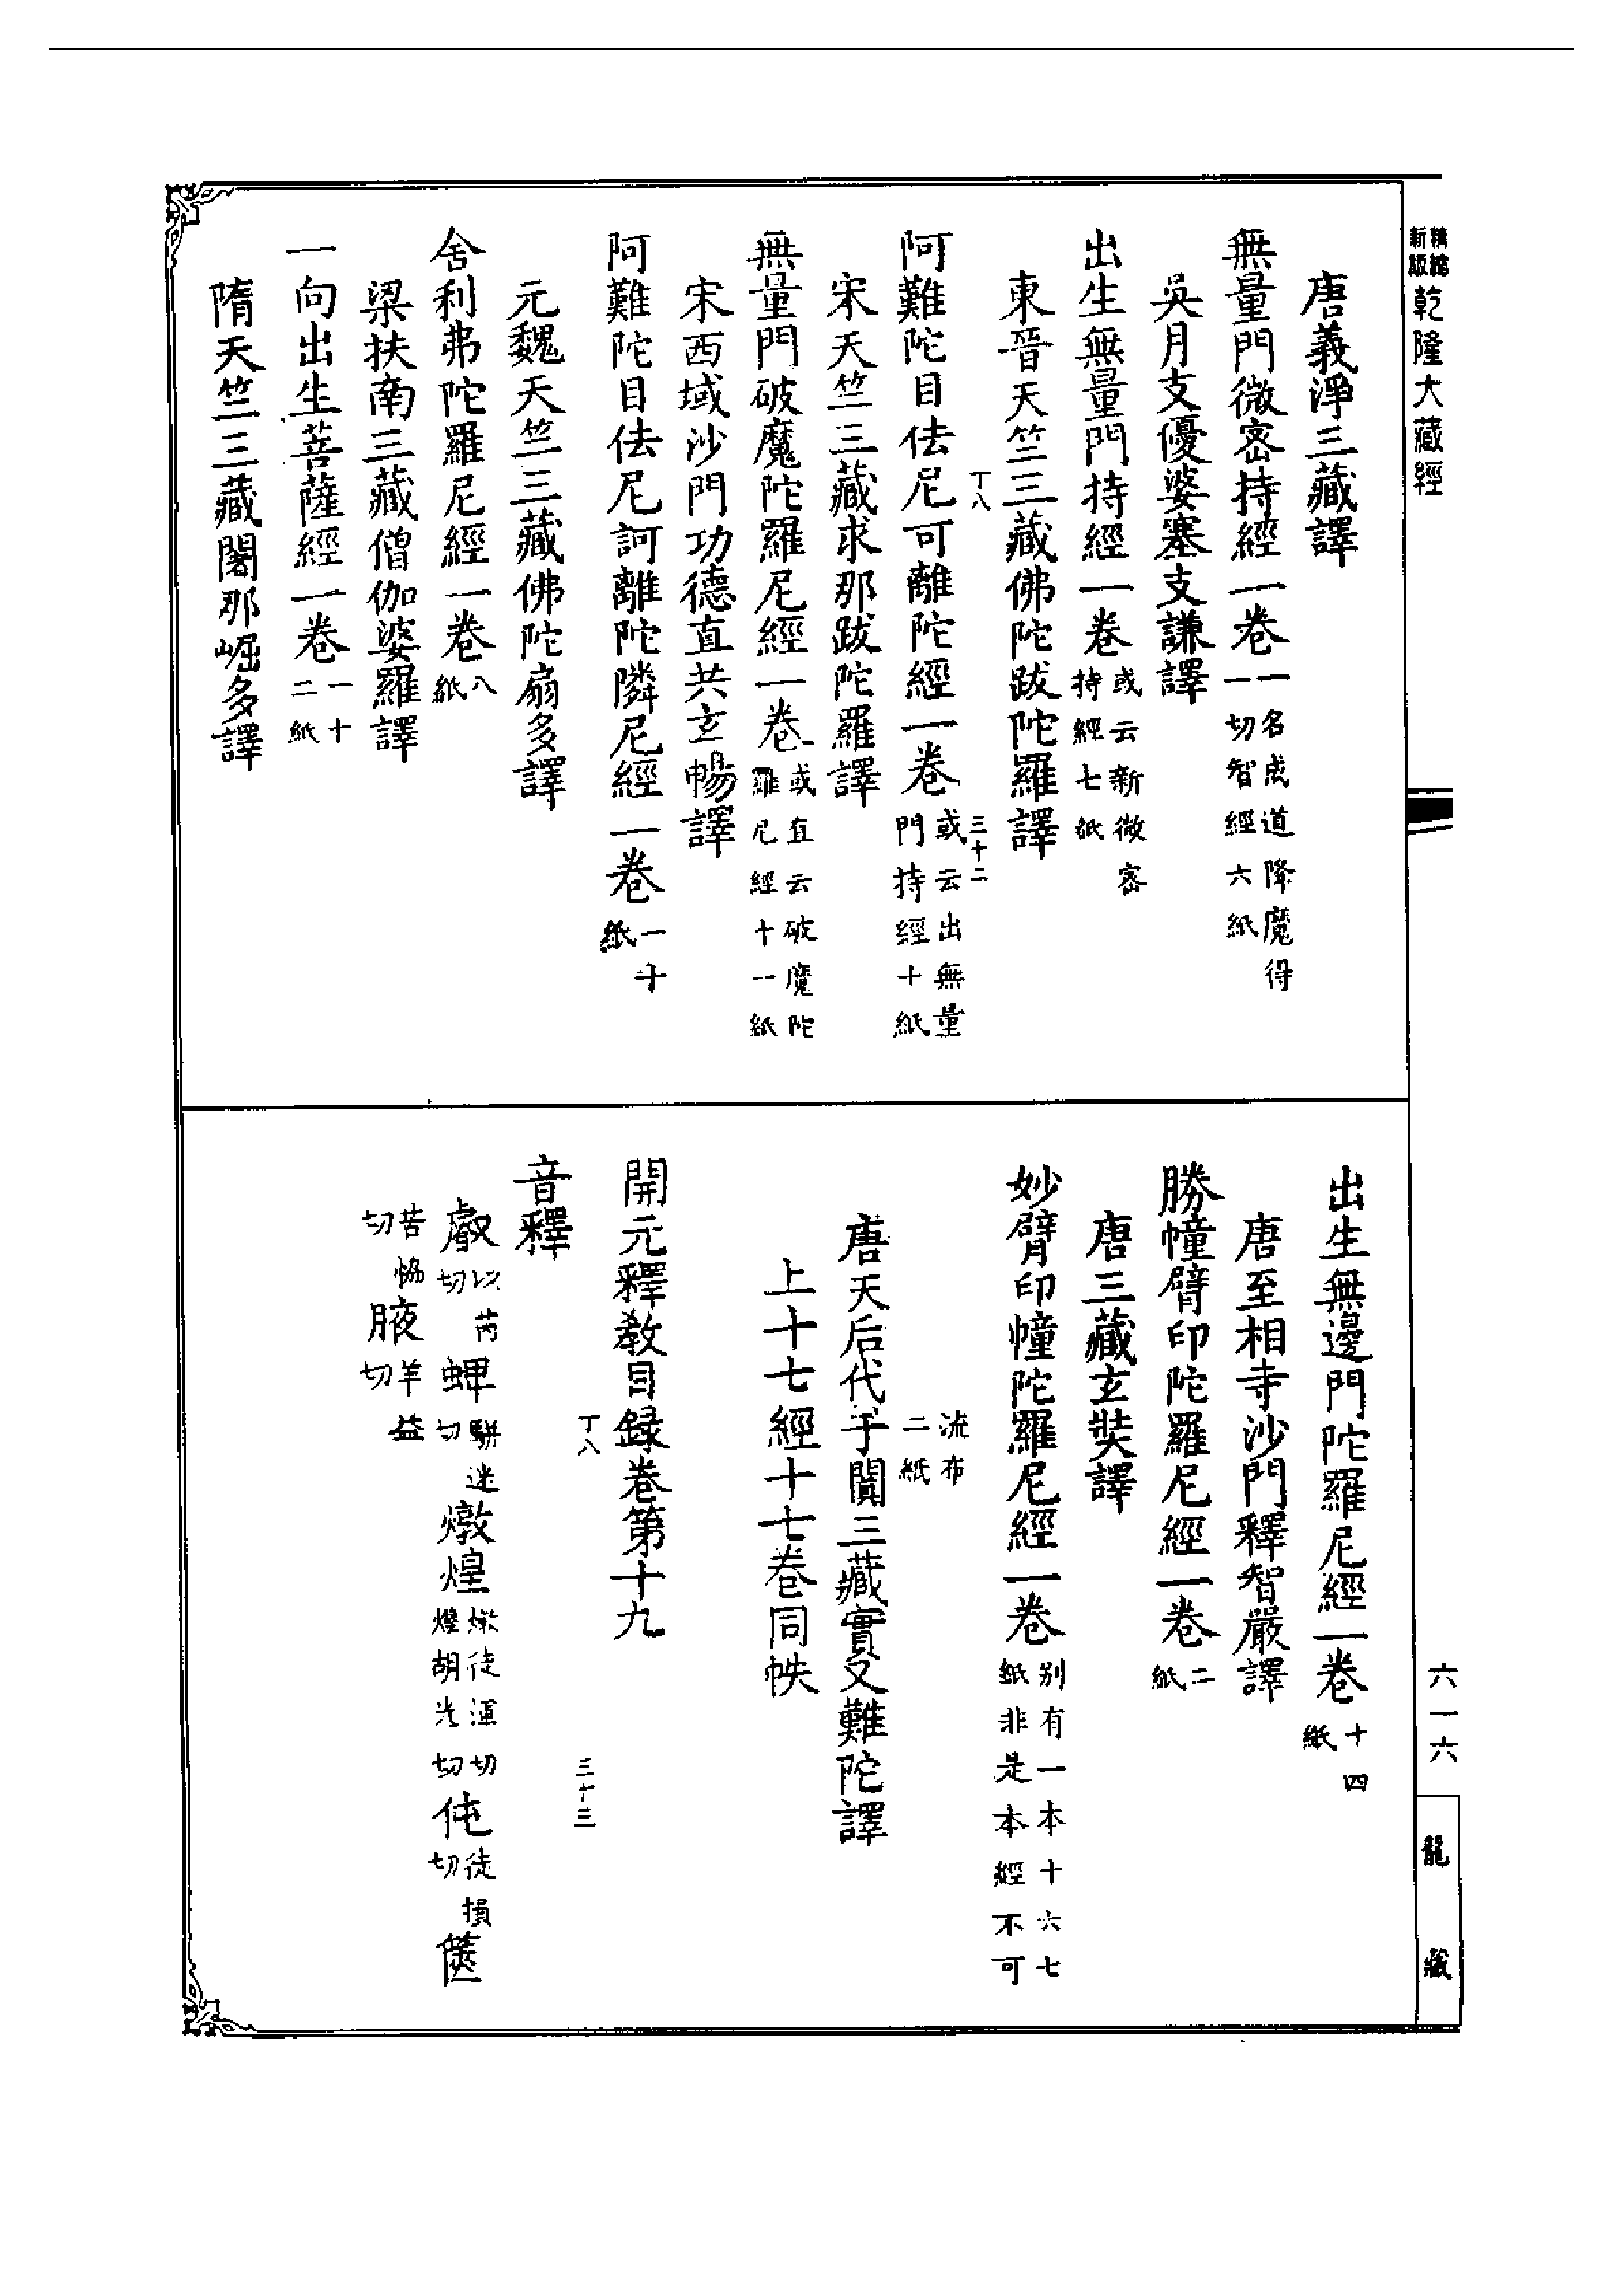 新版精縮乾隆大藏經
唐義淨三藏譯
無量門微密持經一卷一名成道降魔得一切智經六紙
吳月支優婆塞支謙譯
出生無量門持經一卷或云新微密持經七紙
東晉天竺三藏佛陀跋陀羅譯
丁八 三十二
阿難陀目佉尼可離陀經一卷或云出無量門持經十紙
宋天竺三藏求那跋陀羅譯
無量門破魔陀羅尼經一卷或直云破魔陀羅尼經十一紙
宋西域沙門功德直共玄暢譯
阿難陀目佉尼訶離陀隣尼經一卷一十紙
元魏天竺三藏佛陀扇多譯
舍利弗陀羅尼經一卷八紙
梁扶南三藏僧伽婆羅譯
一向出生菩薩經一卷一十二紙
隋天竺三藏闍那崛多譯
出生無邊門陀羅尼經一卷十四紙
唐至相寺沙門釋智嚴譯
勝幢臂印陀羅尼經一卷二紙
唐三藏玄奘譯
妙臂印幢陀羅尼經一卷別有一本十六七紙非是本經不可
流布二紙
唐天后代于闐三藏實叉難陀譯
上十七經十七卷同帙
開元釋教目録卷第十九
丁八 三十三
音釋
叡以芮切 蜱駢迷切 燉煌燉徒渾切煌胡光切 伅徒損切 篋
苦協切 腋羊益切
六一六
龍藏